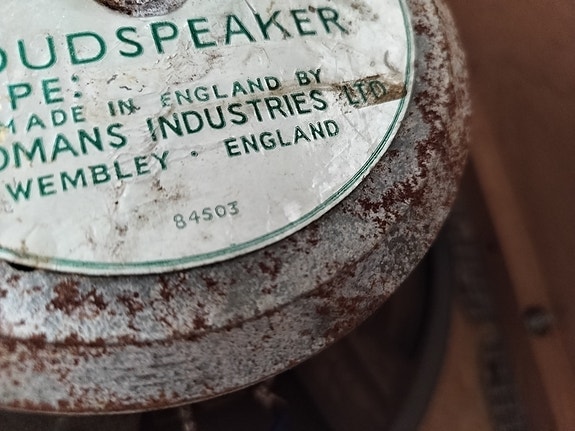 OUDSPEAKER
PE:
MADE IN ENGLAND BY
OMANS INDUSTRIES LTD
WEMBLEY · ENGLAND
84503